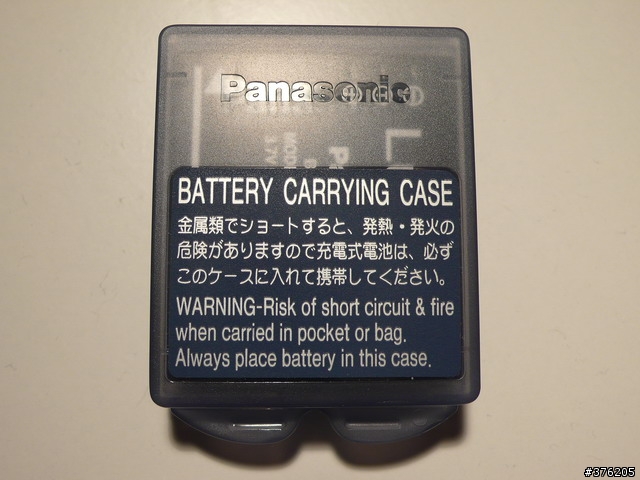 Panasonic
BATTERY CARRYING CASE
金属類でショートすると、発熱・発火の
危険がありますので充電式電池は、必ず
このケースに入れて携帯してください。
WARNING-Risk of short circuit & fire
when carried in pocket or bag.
Always place battery in this case.
#376205